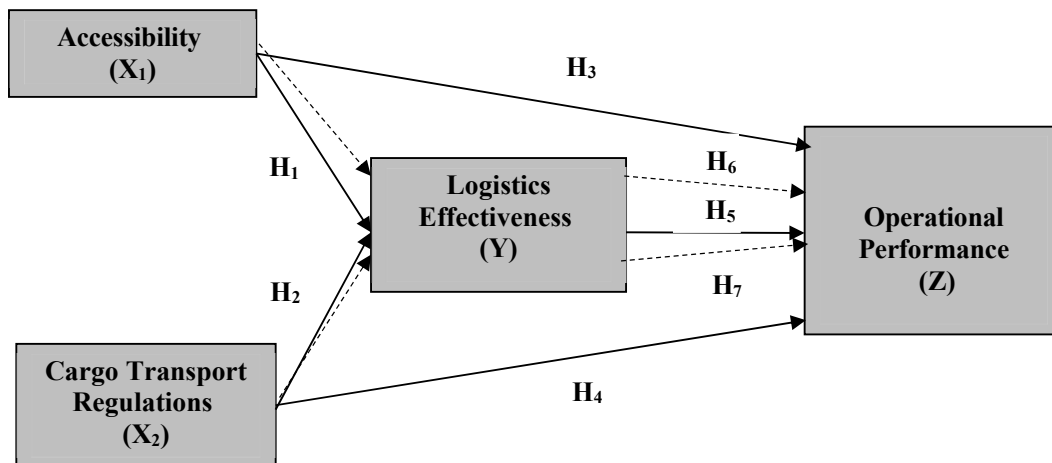 Accessibility
(X₁)
H₃
H₁
H₆
Logistics
Effectiveness
(Y)
H₅
Operational
Performance
(Z)
H₂
H₇
Cargo Transport
Regulations
(X₂)
H₄